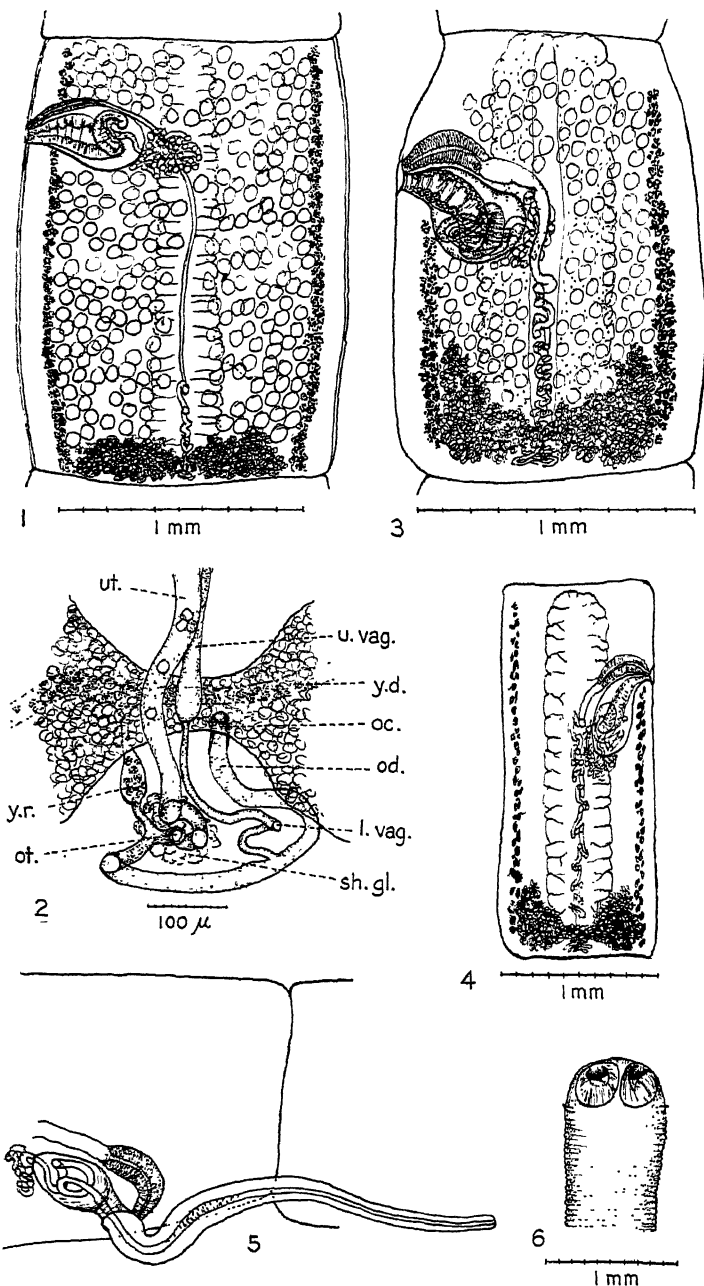 1
1 mm
3
1 mm
ut.
u. vag.
y.d.
oc.
od.
l. vag.
sh. gl.
y.r.
ot.
2
100 μ
4
1 mm
5
6
1 mm